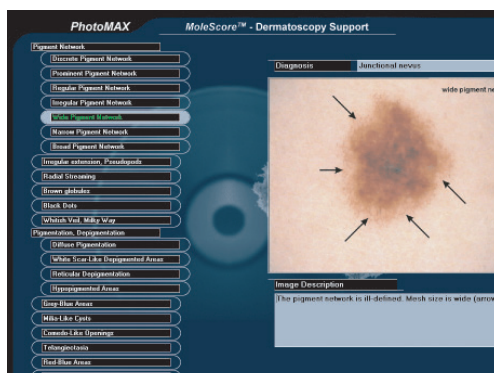 PhotoMAX
MoleScore™ - Dermatoscopy Support
Pigment Network
Discrete Pigment Network
Prominent Pigment Network
Regular Pigment Network
Irregular Pigment Network
Wide Pigment Network
Narrow Pigment Network
Broad Pigment Network
Irregular extension, Pseudopods
Radial Streaming
Brown globules
Black Dots
Whitish Veil, Milky Way
Pigmentation, Depigmentation
Diffuse Pigmentation
White Scar-Like Depigmented Areas
Reticular Depigmentation
Hypopigmented Areas
Grey-Blue Areas
Milia-Like Cysts
Comedo-Like Openings
Telangiectasia
Red-Blue Areas
Diagnosis Junctional nevus
wide pigment ne
Image Description
The pigment network is ill-defined. Mesh size is wide (arrow